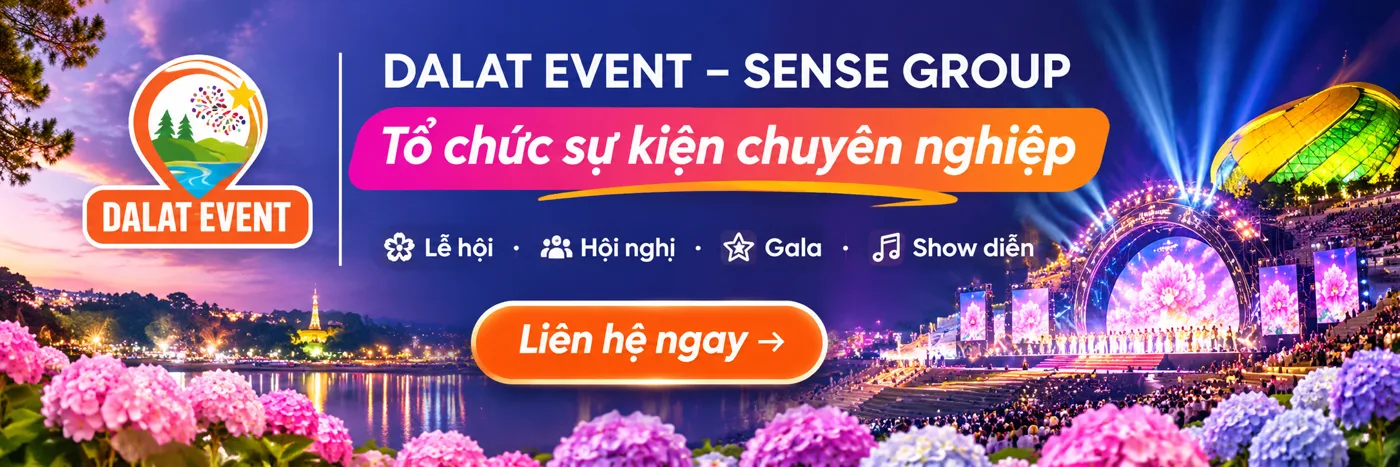 DALAT EVENT
DALAT EVENT – SENSE GROUP
Tổ chức sự kiện chuyên nghiệp
Lễ hội · Hội nghị · Gala · Show diễn
Liên hệ ngay →